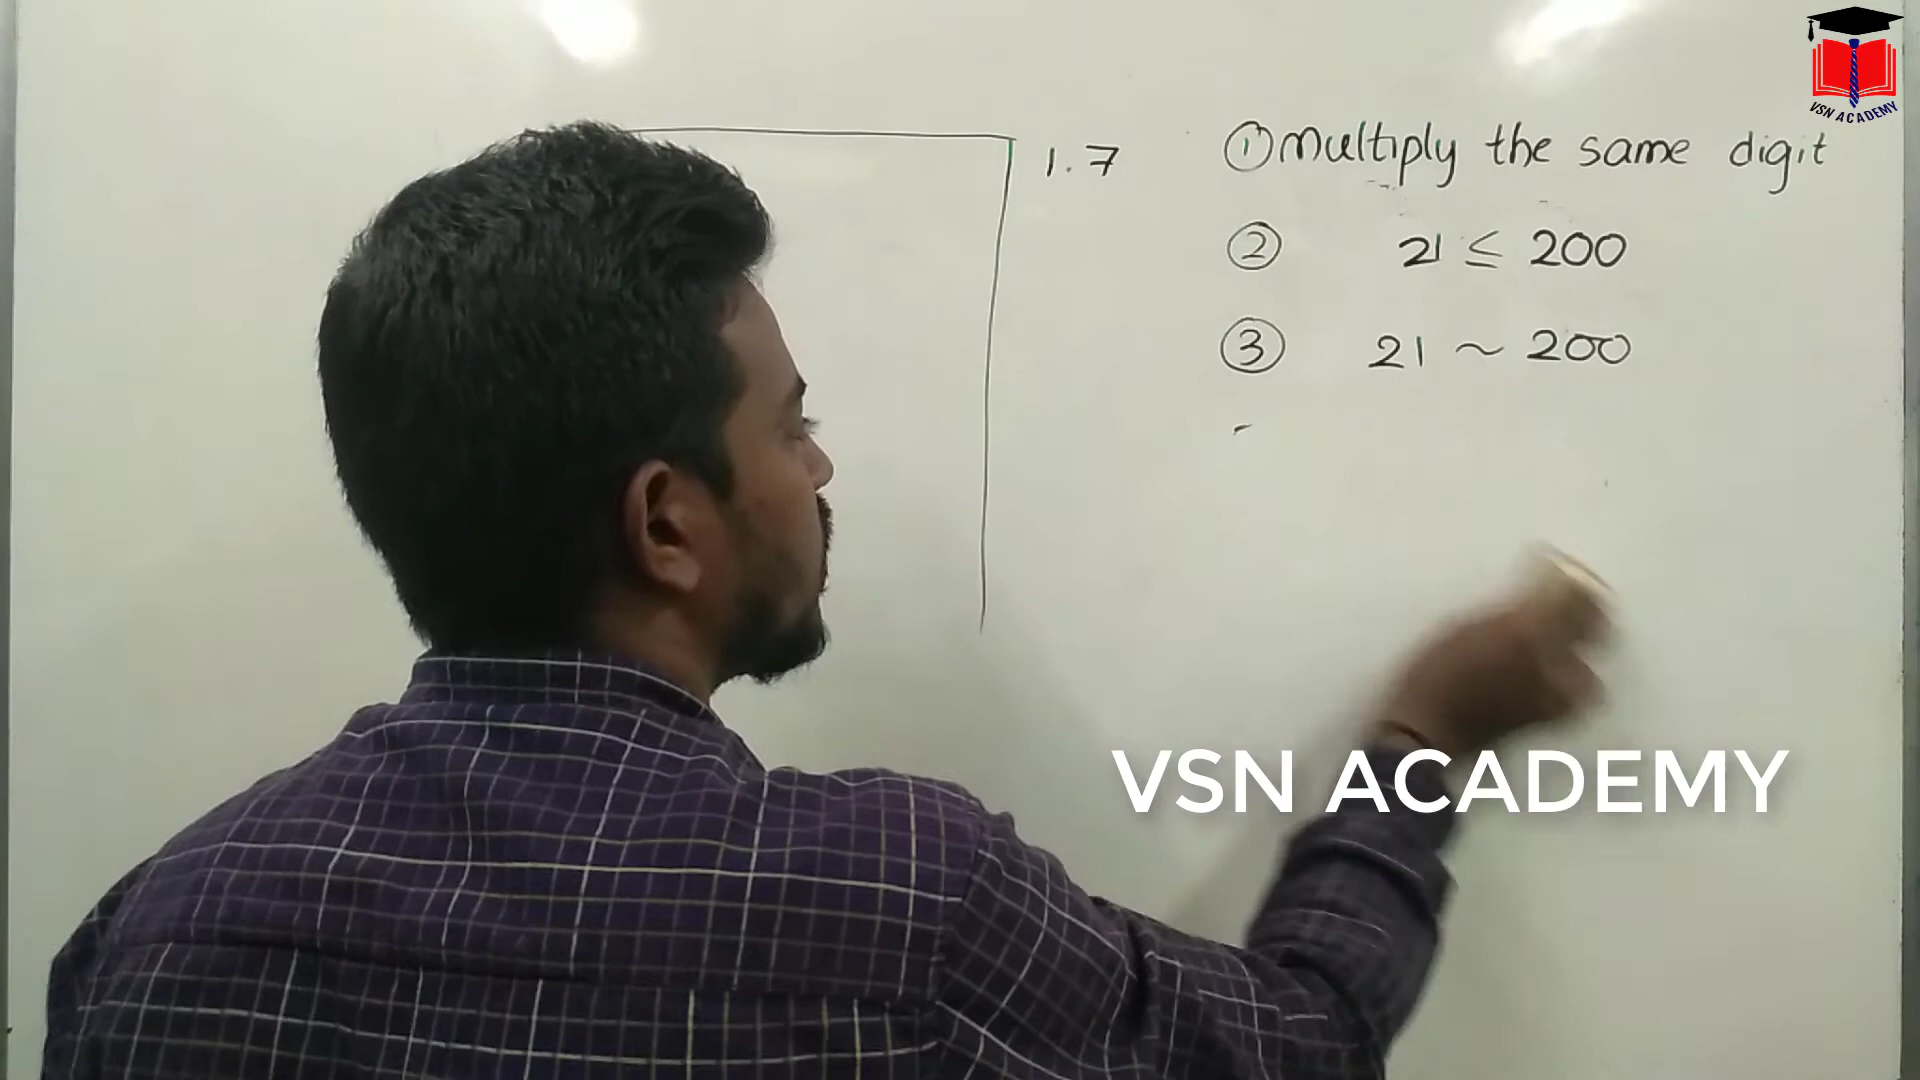 VSN ACADEMY
1.7
① Multiply the same digit
② 21 ≤ 200
③ 21 ~ 200
VSN ACADEMY